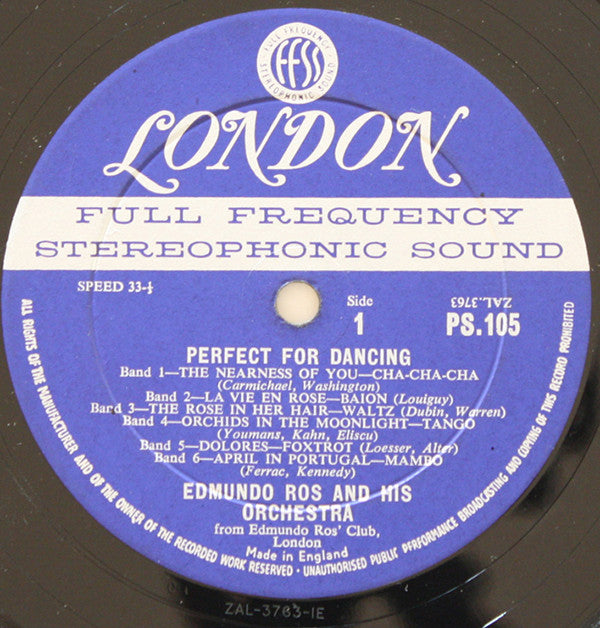 FULL FREQUENCY
FFSS
STEREOPHONIC SOUND
LONDON
FULL FREQUENCY
STEREOPHONIC SOUND
SPEED 33-⅓
Side
1
ZAL.3763
PS.105
PERFECT FOR DANCING
Band 1—THE NEARNESS OF YOU—CHA-CHA-CHA
(Carmichael, Washington)
Band 2—LA VIE EN ROSE—BAION (Louiguy)
Band 3—THE ROSE IN HER HAIR—WALTZ (Dubin, Warren)
Band 4—ORCHIDS IN THE MOONLIGHT—TANGO
(Youmans, Kahn, Eliscu)
Band 5—DOLORES—FOXTROT (Loesser, Alter)
Band 6—APRIL IN PORTUGAL—MAMBO
(Ferrac, Kennedy)
EDMUNDO ROS AND HIS
ORCHESTRA
from Edmundo Ros' Club,
London
Made in England
ALL RIGHTS OF THE MANUFACTURER AND OF THE OWNER OF THE RECORDED WORK RESERVED · UNAUTHORISED PUBLIC PERFORMANCE BROADCASTING AND COPYING OF THIS RECORD PROHIBITED
ZAL-3763-1E